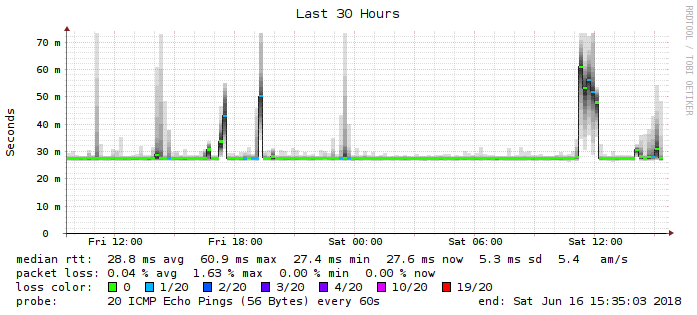 Last 30 Hours
RRDTOOL / TOBI OETIKER
Seconds
70 m
60 m
50 m
40 m
30 m
20 m
10 m
0
Fri 12:00 Fri 18:00 Sat 00:00 Sat 06:00 Sat 12:00
median rtt: 28.8 ms avg 60.9 ms max 27.4 ms min 27.6 ms now 5.3 ms sd 5.4 am/s
packet loss: 0.04 % avg 1.63 % max 0.00 % min 0.00 % now
loss color: 0 1/20 2/20 3/20 4/20 10/20 19/20
probe: 20 ICMP Echo Pings (56 Bytes) every 60s end: Sat Jun 16 15:35:03 2018